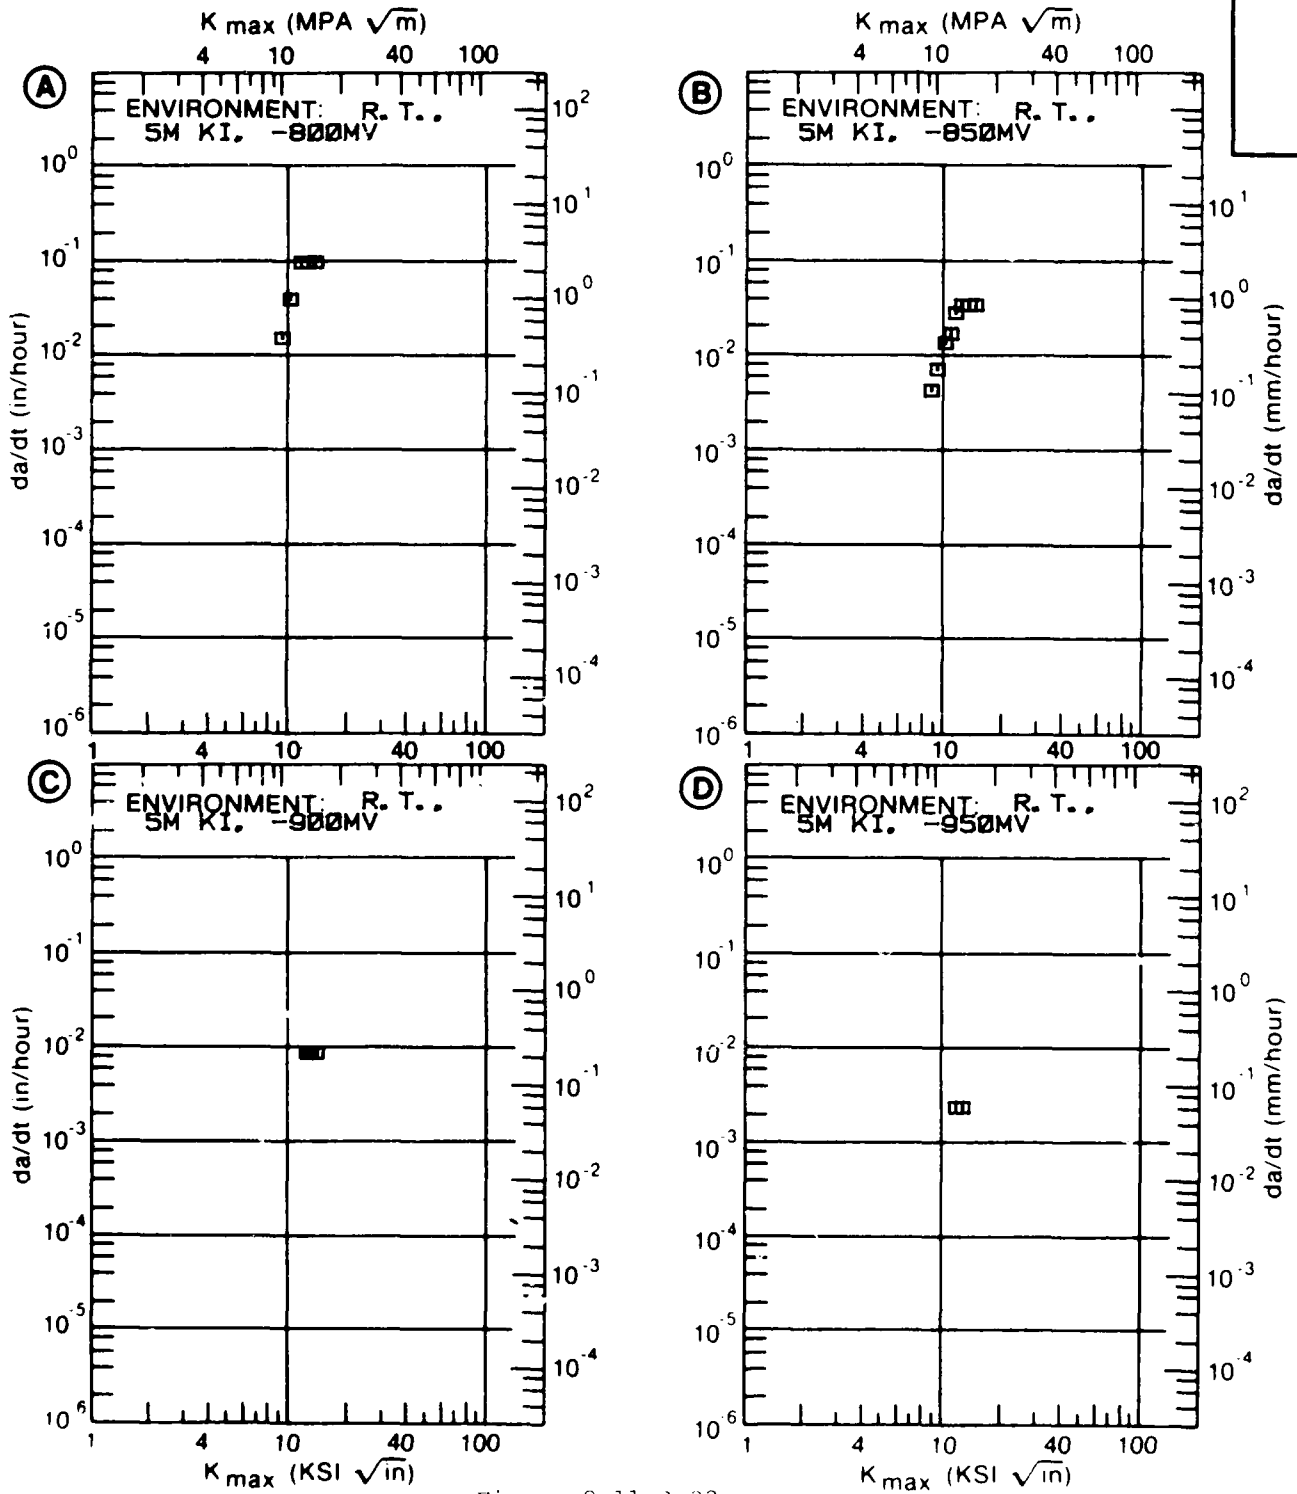 K max (MPA √m)
4 10 40 100
K max (MPA √m)
4 10 40 100
A
ENVIRONMENT: R. T..
5M KI. -800MV
10^0
10^-1
10^-2
10^-3
10^-4
10^-5
10^-6
da/dt (in/hour)
10^2
10^1
10^0
10^-1
10^-2
10^-3
10^-4
1 4 10 40 100
B
ENVIRONMENT: R. T..
5M KI. -850MV
10^0
10^-1
10^-2
10^-3
10^-4
10^-5
10^-6
10^1
10^0
10^-1
10^-2
10^-3
10^-4
da/dt (mm/hour)
1 4 10 40 100
C
ENVIRONMENT: R. T..
5M KI. -900MV
10^0
10^-1
10^-2
10^-3
10^-4
10^-5
10^-6
da/dt (in/hour)
10^2
10^1
10^0
10^-1
10^-2
10^-3
10^-4
1 4 10 40 100
K max (KSI √in)
D
ENVIRONMENT: R. T..
5M KI. -950MV
10^0
10^-1
10^-2
10^-3
10^-4
10^-5
10^-6
10^2
10^1
10^0
10^-1
10^-2
10^-3
10^-4
da/dt (mm/hour)
1 4 10 40 100
K max (KSI √in)